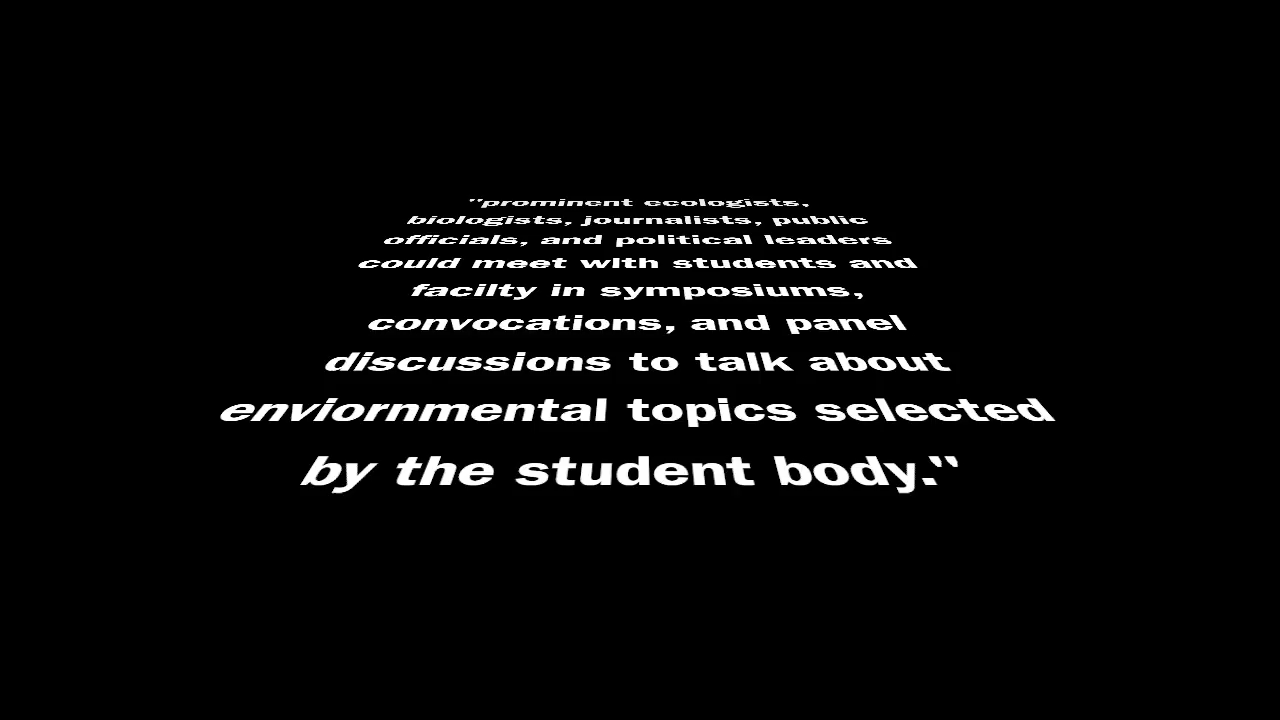 "prominent ecologists,
biologists, journalists, public
officials, and political leaders
could meet with students and
facilty in symposiums,
convocations, and panel
discussions to talk about
enviornmental topics selected
by the student body."